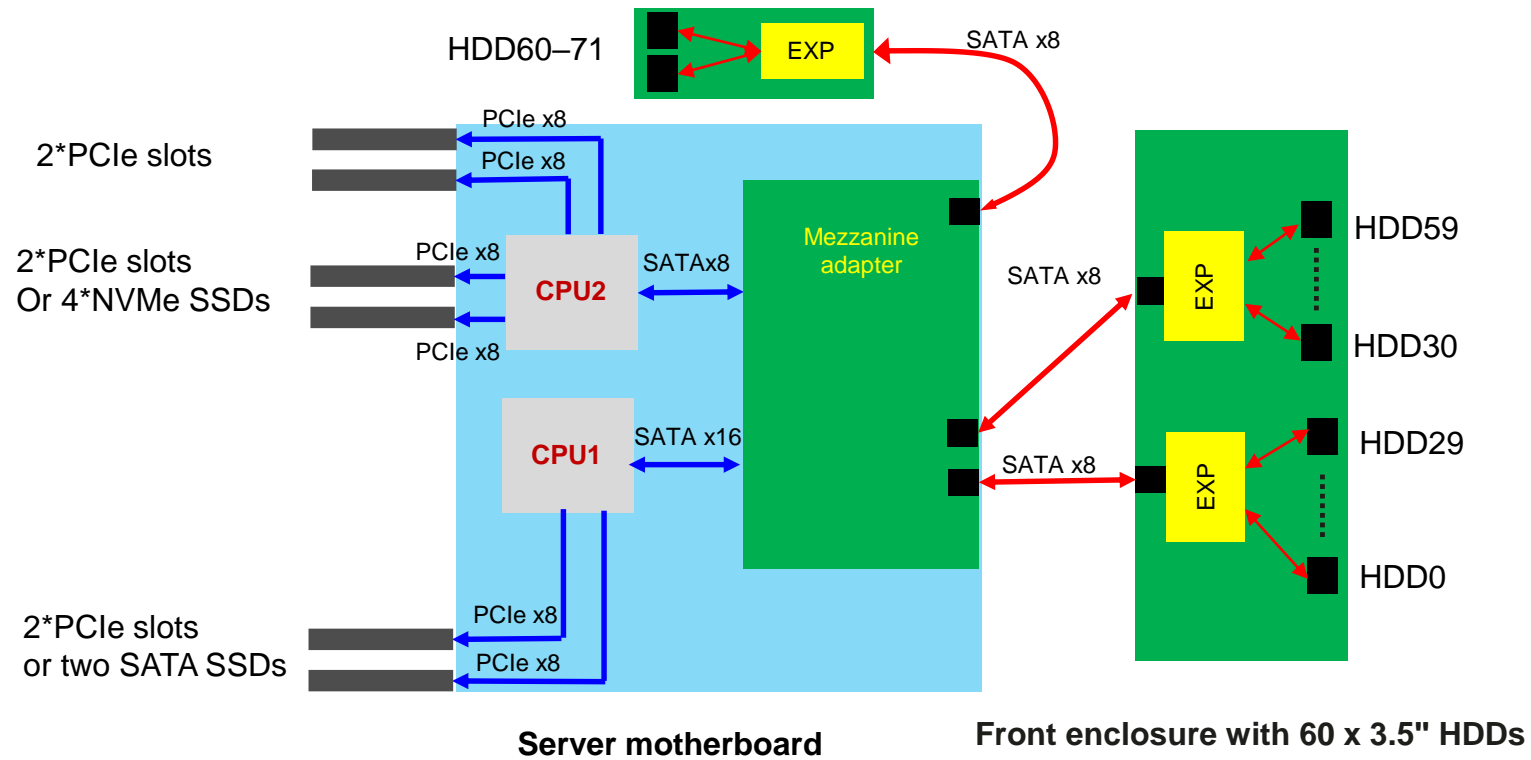 HDD60–71
EXP
SATA x8
PCIe x8
2*PCIe slots
PCIe x8
Mezzanine
adapter
2*PCIe slots
Or 4*NVMe SSDs
PCIe x8
CPU2
SATAx8
PCIe x8
SATA x8
EXP
HDD59
HDD30
CPU1
SATA x16
SATA x8
EXP
HDD29
HDD0
2*PCIe slots
or two SATA SSDs
PCIe x8
PCIe x8
Server motherboard
Front enclosure with 60 x 3.5" HDDs